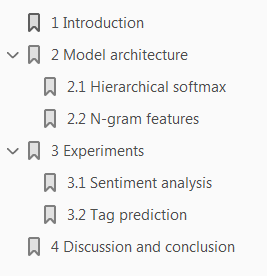 1 Introduction
2 Model architecture
2.1 Hierarchical softmax
2.2 N-gram features
3 Experiments
3.1 Sentiment analysis
3.2 Tag prediction
4 Discussion and conclusion